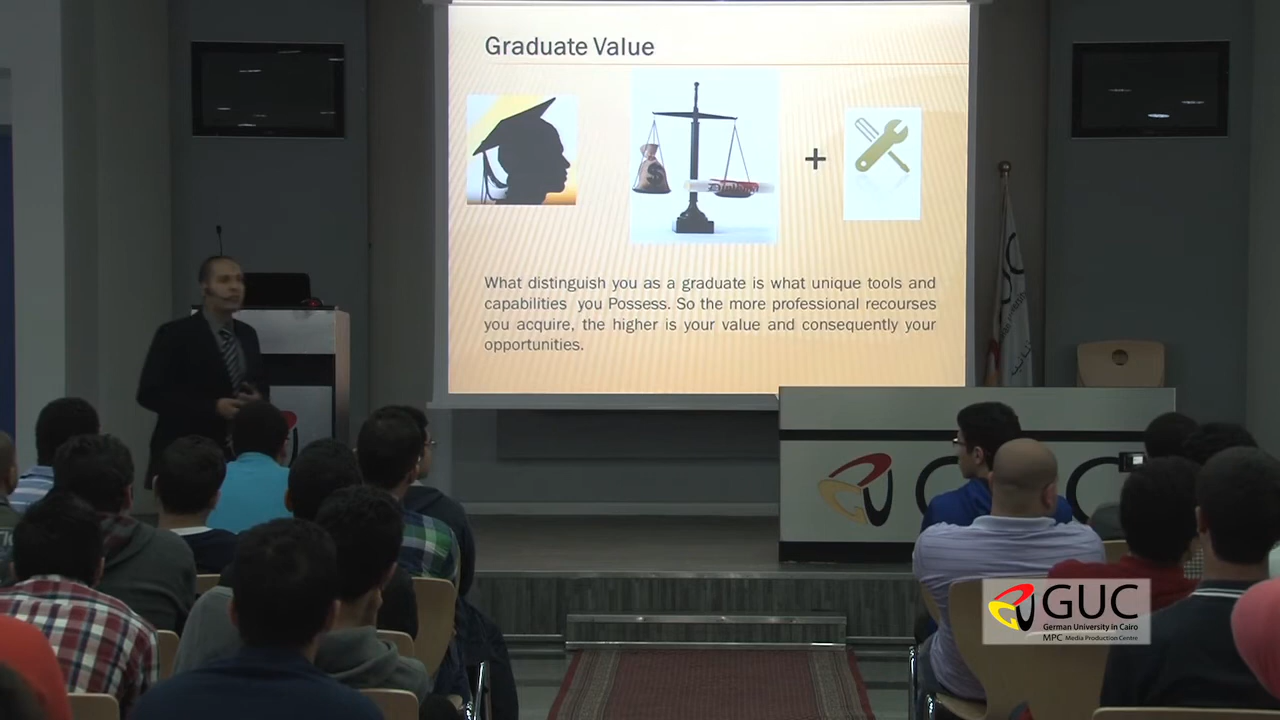 Graduate Value
+
What distinguish you as a graduate is what unique tools and
capabilities you Possess. So the more professional recourses
you acquire, the higher is your value and consequently your
opportunities.
GUC
German University in Cairo
MPC Media Production Centre